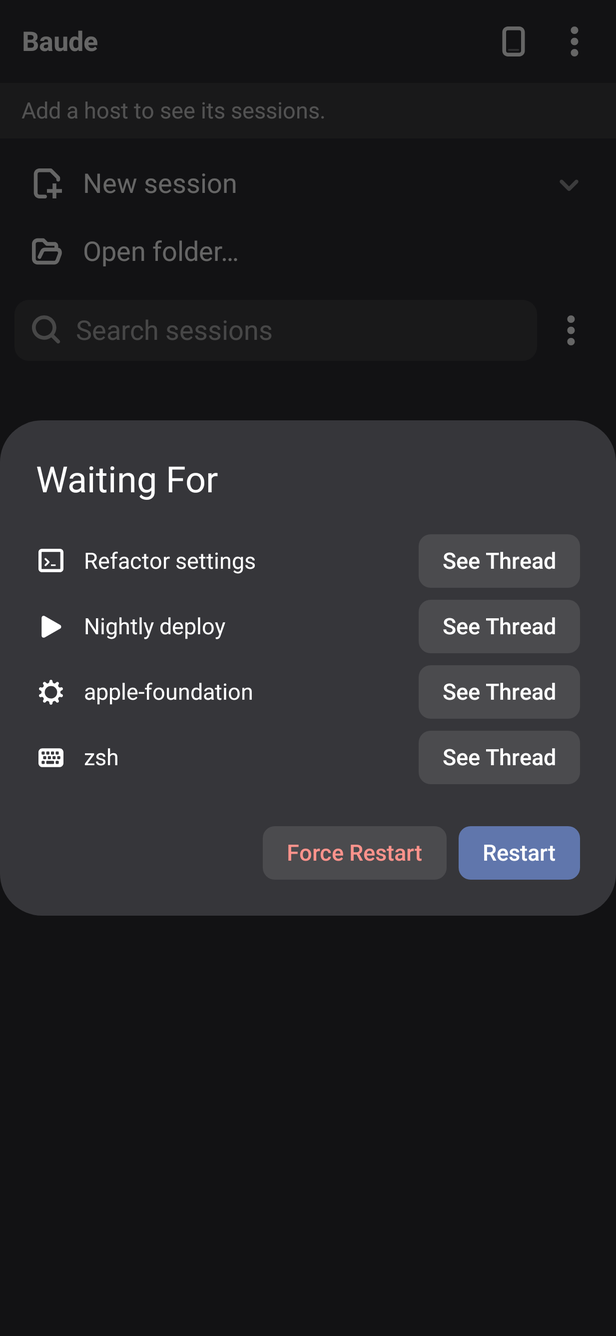 Baude
Add a host to see its sessions.
New session
Open folder…
Search sessions
Waiting For
Refactor settings See Thread
Nightly deploy See Thread
apple-foundation See Thread
zsh See Thread
Force Restart Restart